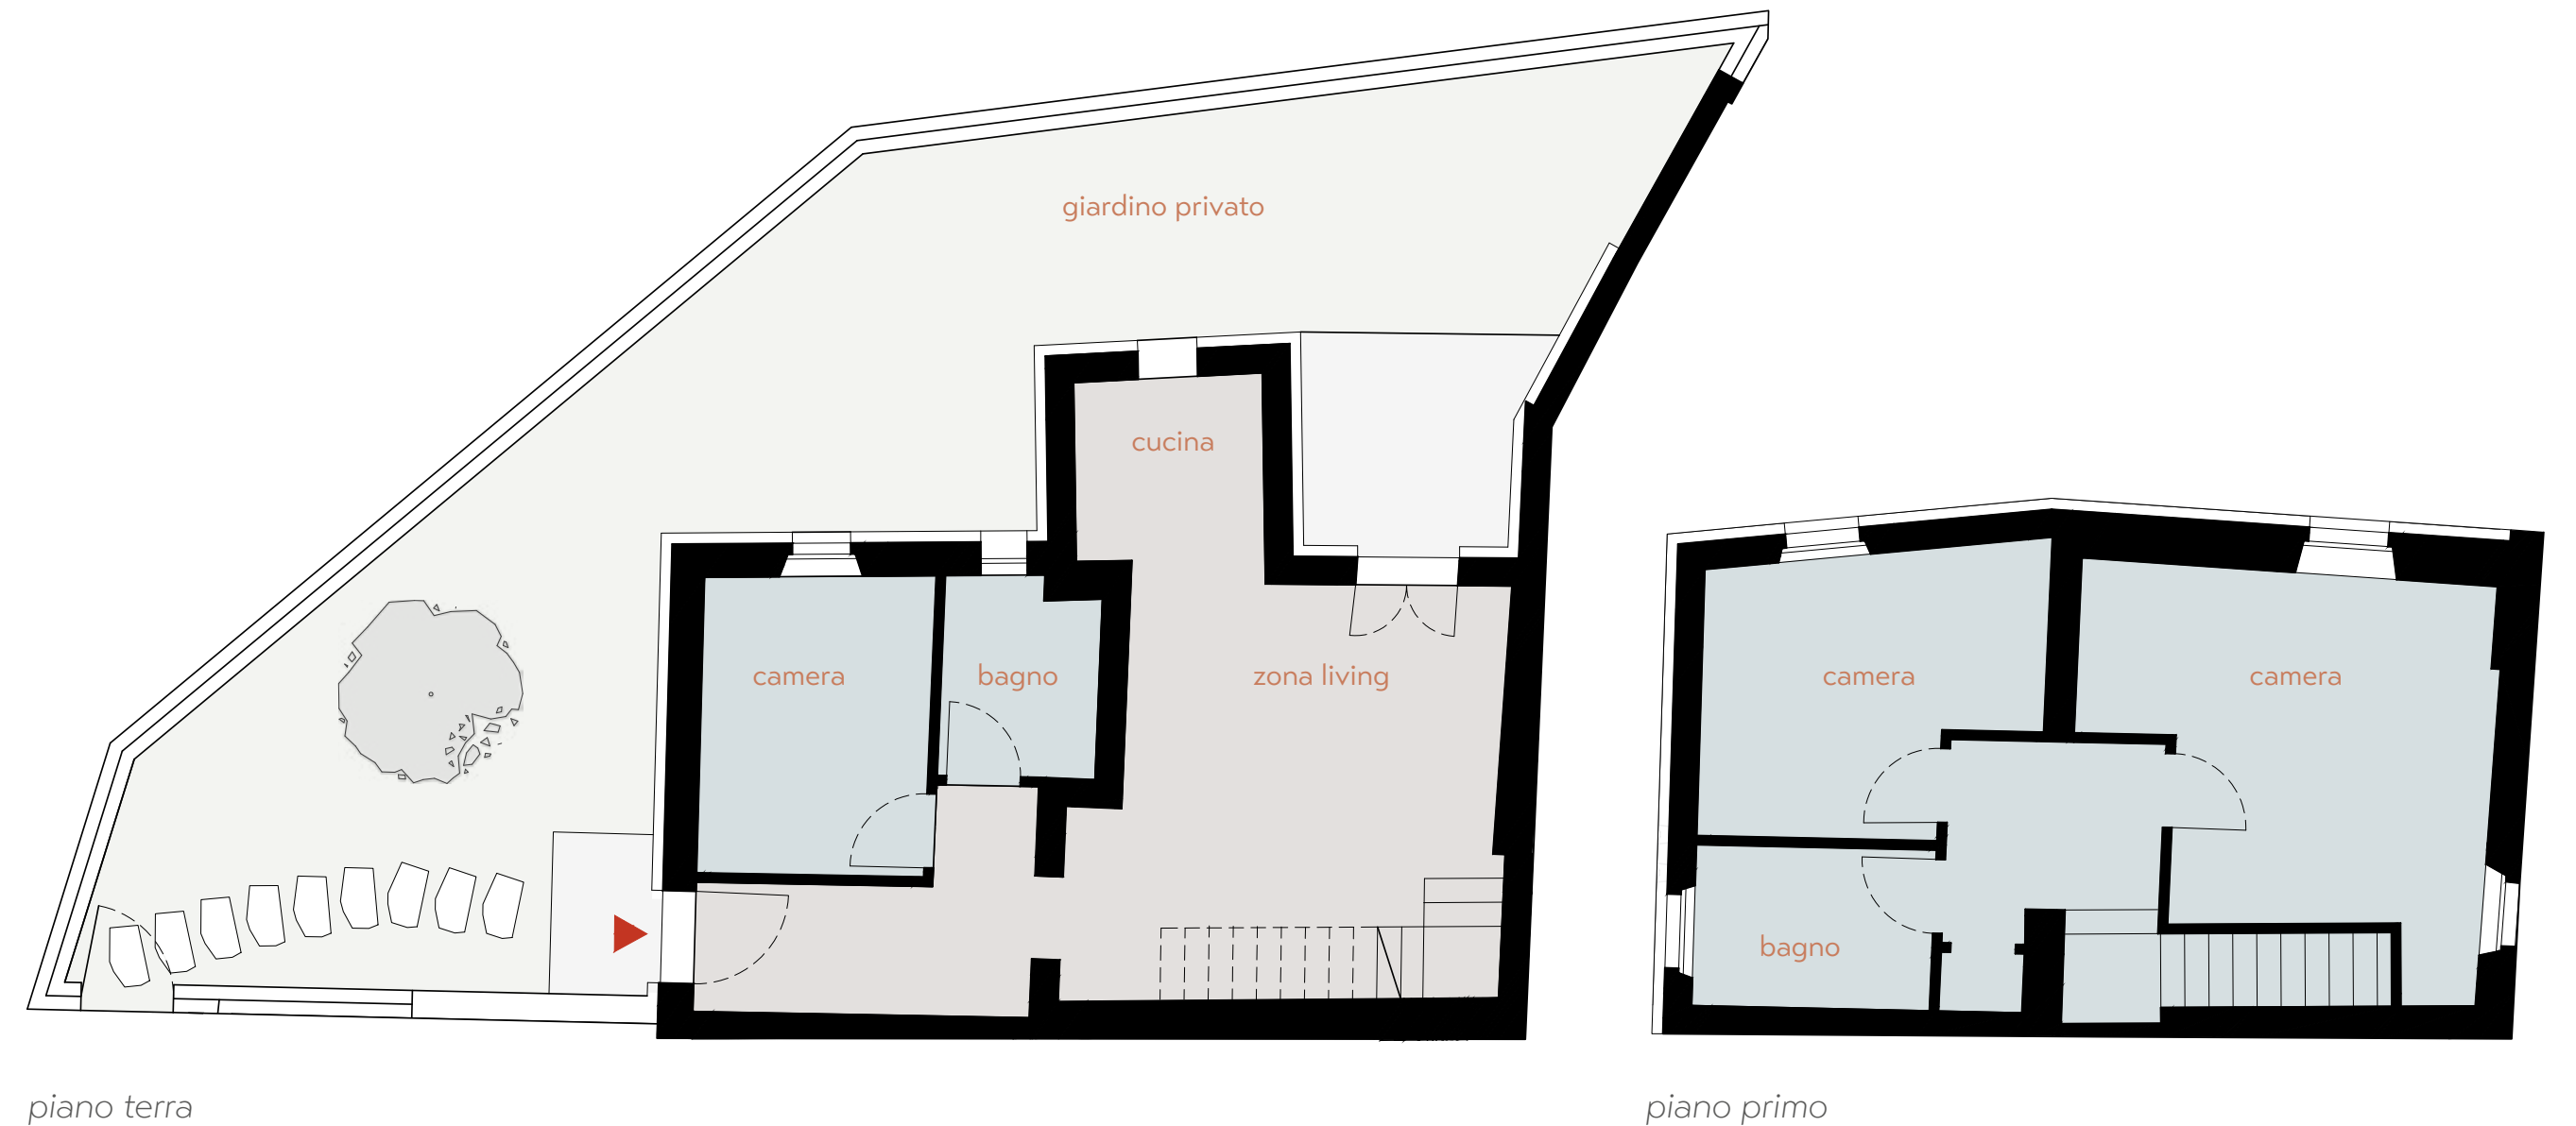 giardino privato
cucina
camera
bagno
zona living
camera
camera
bagno
piano terra
piano primo